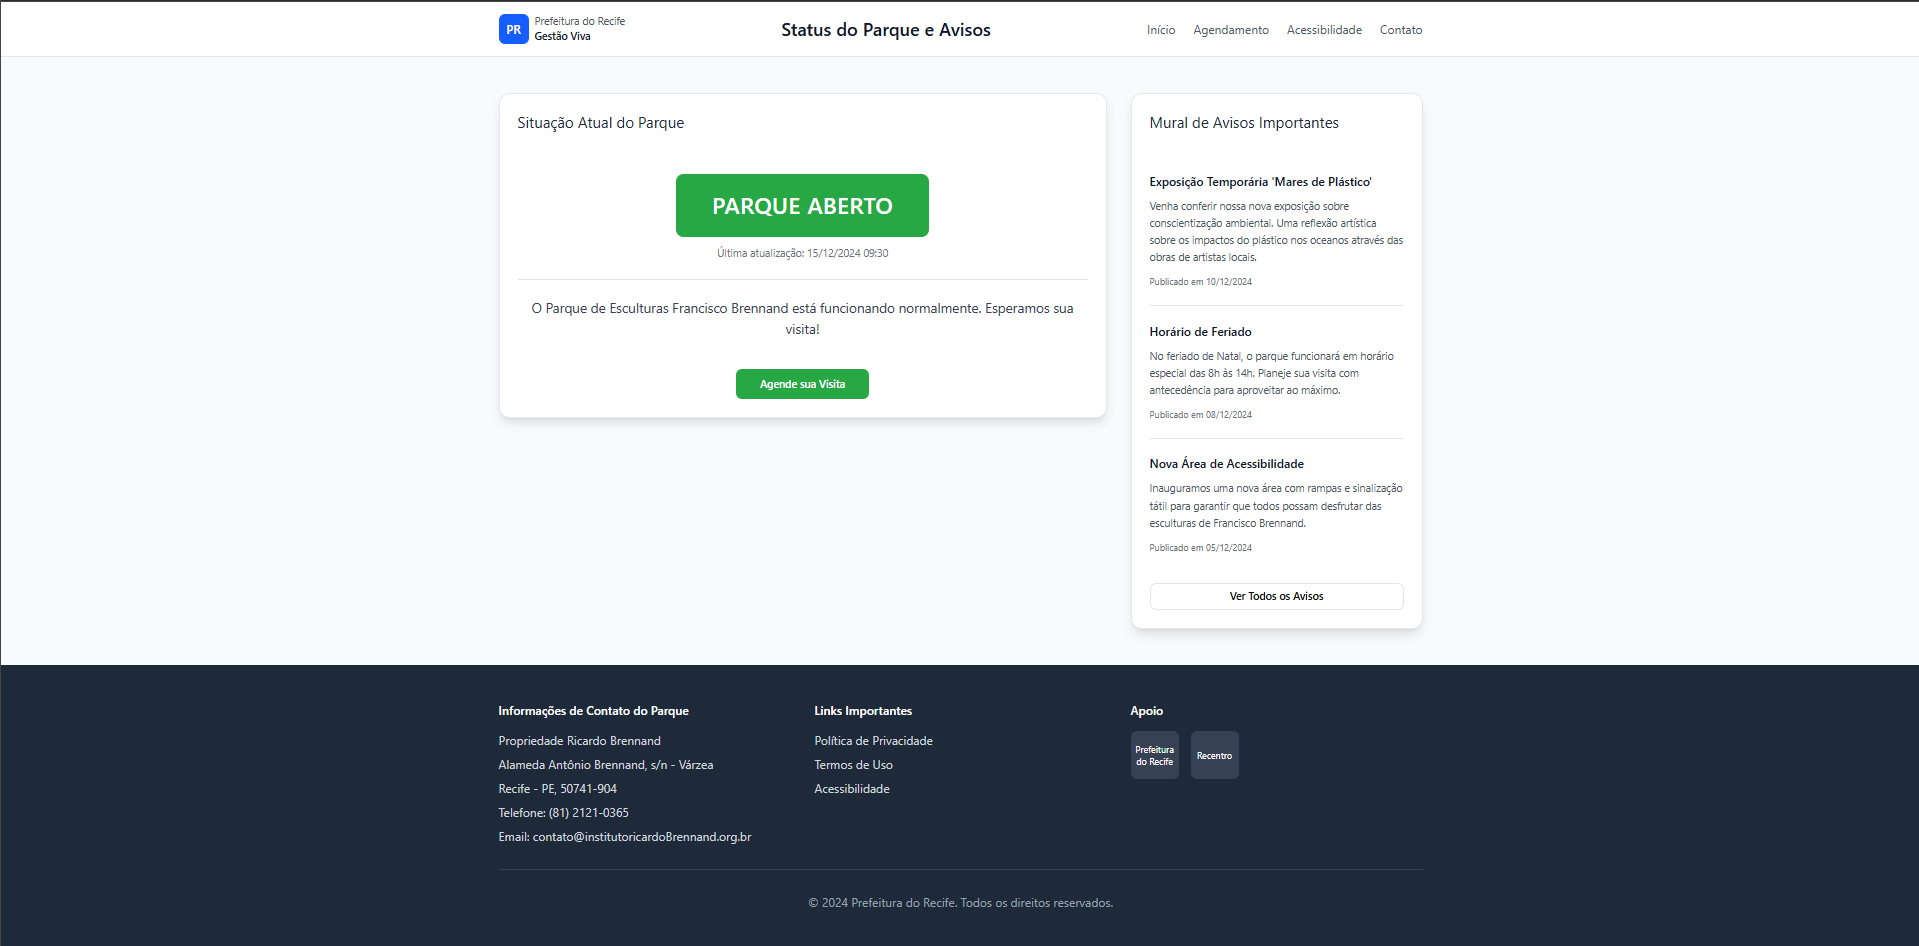 PR
Prefeitura do Recife
Gestão Viva
Status do Parque e Avisos
Início
Agendamento
Acessibilidade
Contato
Situação Atual do Parque
PARQUE ABERTO
Última atualização: 15/12/2024 09:30
O Parque de Esculturas Francisco Brennand está funcionando normalmente. Esperamos sua
visita!
Agende sua Visita
Mural de Avisos Importantes
Exposição Temporária 'Mares de Plástico'
Venha conferir nossa nova exposição sobre
conscientização ambiental. Uma reflexão artística
sobre os impactos do plástico nos oceanos através das
obras de artistas locais.
Publicado em 10/12/2024
Horário de Feriado
No feriado de Natal, o parque funcionará em horário
especial das 8h às 14h. Planeje sua visita com
antecedência para aproveitar ao máximo.
Publicado em 08/12/2024
Nova Área de Acessibilidade
Inauguramos uma nova área com rampas e sinalização
tátil para garantir que todos possam desfrutar das
esculturas de Francisco Brennand.
Publicado em 05/12/2024
Ver Todos os Avisos
Informações de Contato do Parque
Propriedade Ricardo Brennand
Alameda Antônio Brennand, s/n - Várzea
Recife - PE, 50741-904
Telefone: (81) 2121-0365
Email: contato@institutoricardoBrennand.org.br
Links Importantes
Política de Privacidade
Termos de Uso
Acessibilidade
Apoio
Prefeitura
do Recife
Recentro
© 2024 Prefeitura do Recife. Todos os direitos reservados.